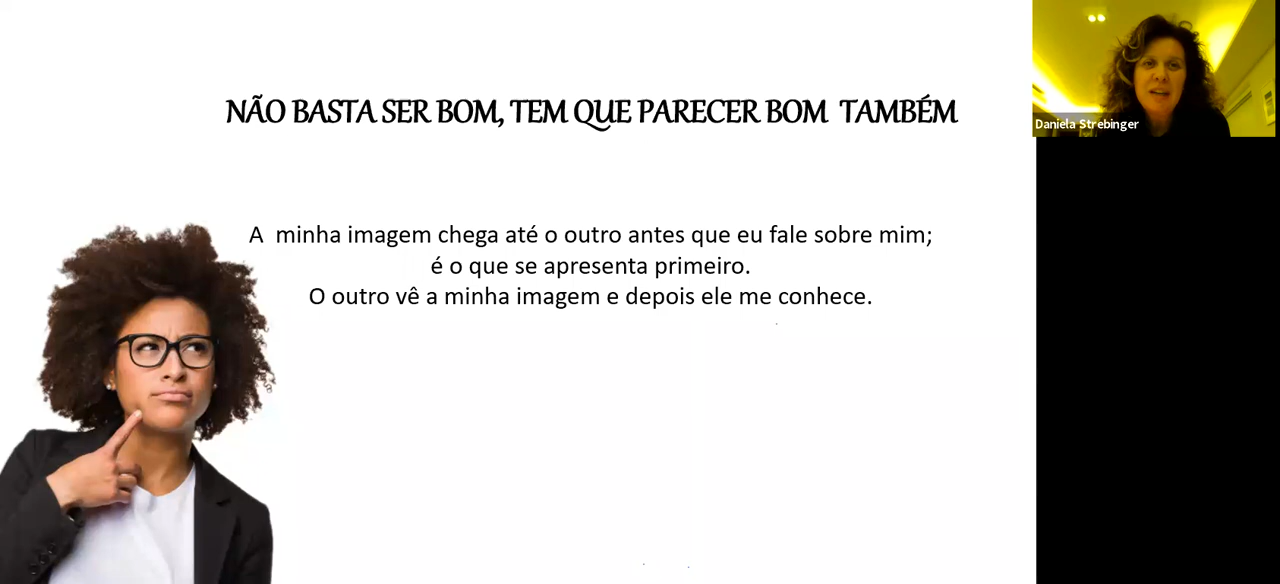 NÃO BASTA SER BOM, TEM QUE PARECER BOM TAMBÉM
A minha imagem chega até o outro antes que eu fale sobre mim;
é o que se apresenta primeiro.
O outro vê a minha imagem e depois ele me conhece.
Daniela Strebinger